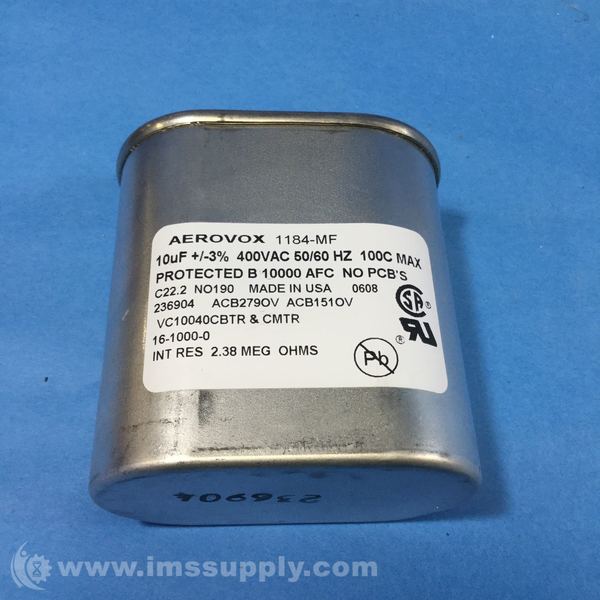 AEROVOX 1184-MF
10uF +/-3% 400VAC 50/60 HZ 100C MAX
PROTECTED B 10000 AFC NO PCB'S
C22.2 NO190 MADE IN USA 0608
236904 ACB279OV ACB151OV
VC10040CBTR & CMTR
16-1000-0
INT RES 2.38 MEG OHMS
SA ®
® UR
Pb
236904
www.imssupply.com